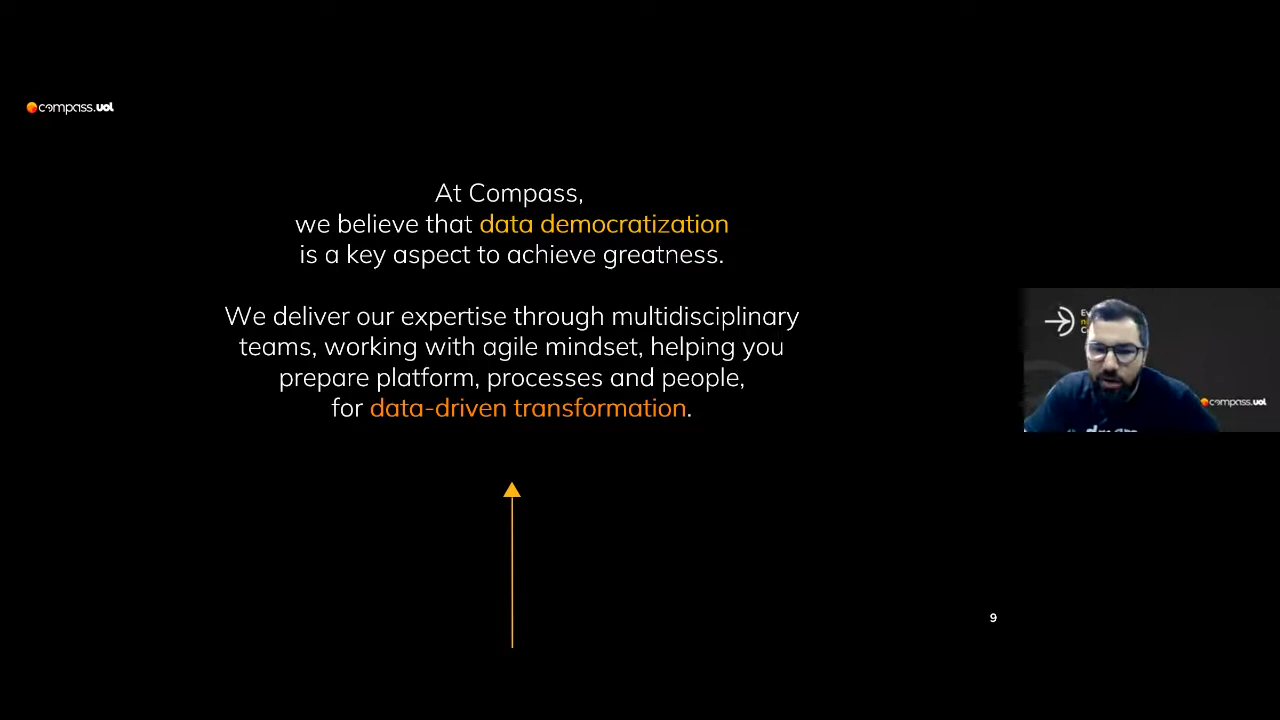 compass.uol
At Compass,
we believe that data democratization
is a key aspect to achieve greatness.
We deliver our expertise through multidisciplinary
teams, working with agile mindset, helping you
prepare platform, processes and people,
for data-driven transformation.
compass.uol
9